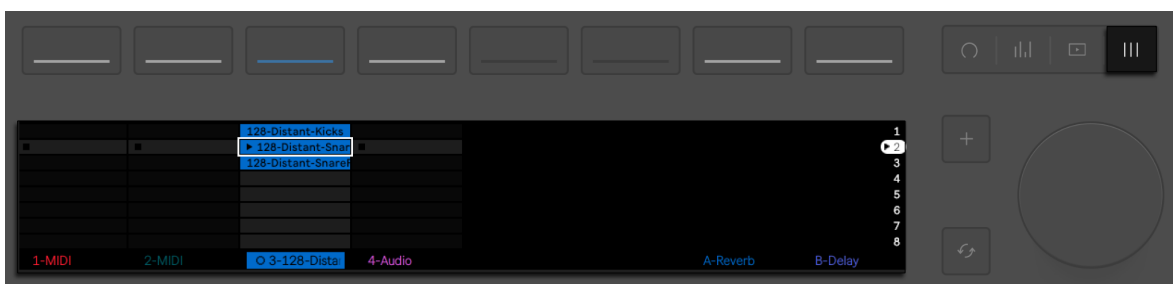 128-Distant-Kicks 1
128-Distant-Snar 2
128-Distant-Snare 3
4
5
6
7
8
1-MIDI 2-MIDI 3-128-Dista 4-Audio A-Reverb B-Delay